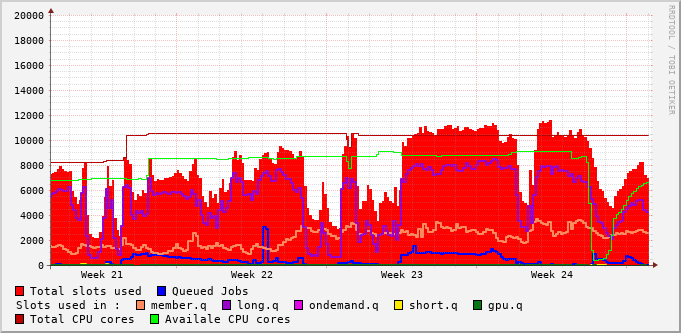 20000
18000
16000
14000
12000
10000
8000
6000
4000
2000
0
Week 21 Week 22 Week 23 Week 24
RRDTOOL / TOBI OETIKER
Total slots used Queued Jobs
Slots used in : member.q long.q ondemand.q short.q gpu.q
Total CPU cores Availale CPU cores